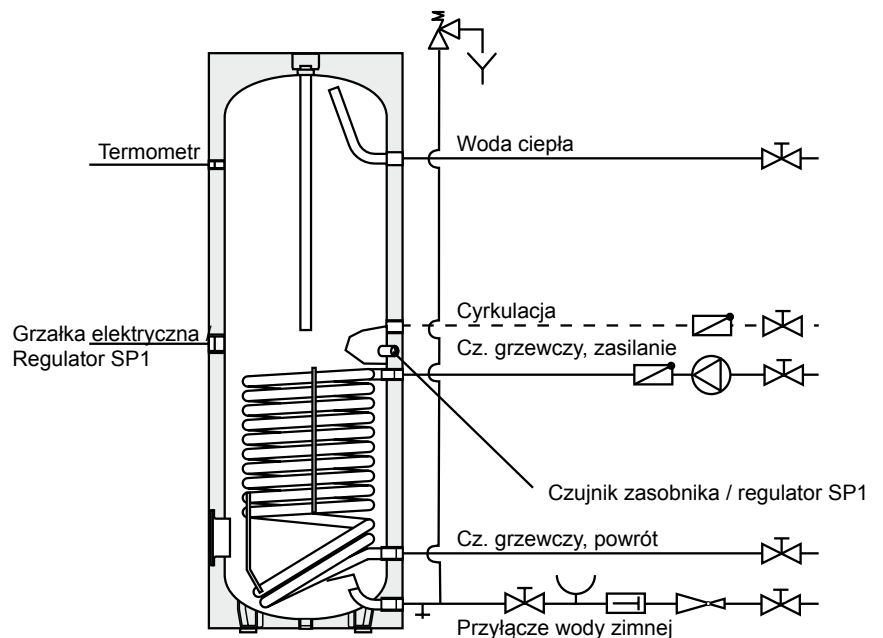 Termometr
Woda ciepła
Cyrkulacja
Grzałka elektryczna /
Regulator SP1
Cz. grzewczy, zasilanie
Czujnik zasobnika / regulator SP1
Cz. grzewczy, powrót
Przyłącze wody zimnej